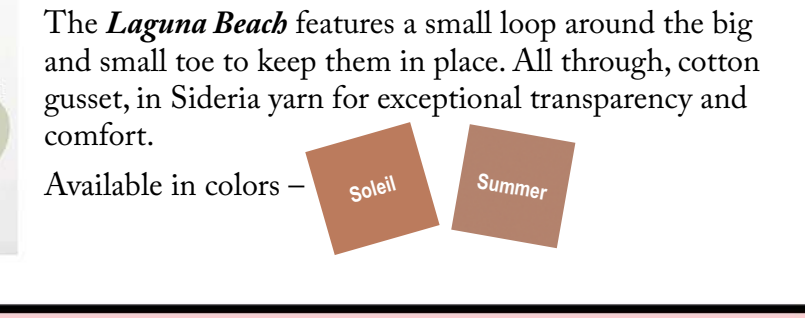 The Laguna Beach features a small loop around the big
and small toe to keep them in place. All through, cotton
gusset, in Sideria yarn for exceptional transparency and
comfort.
Available in colors – Soleil Summer